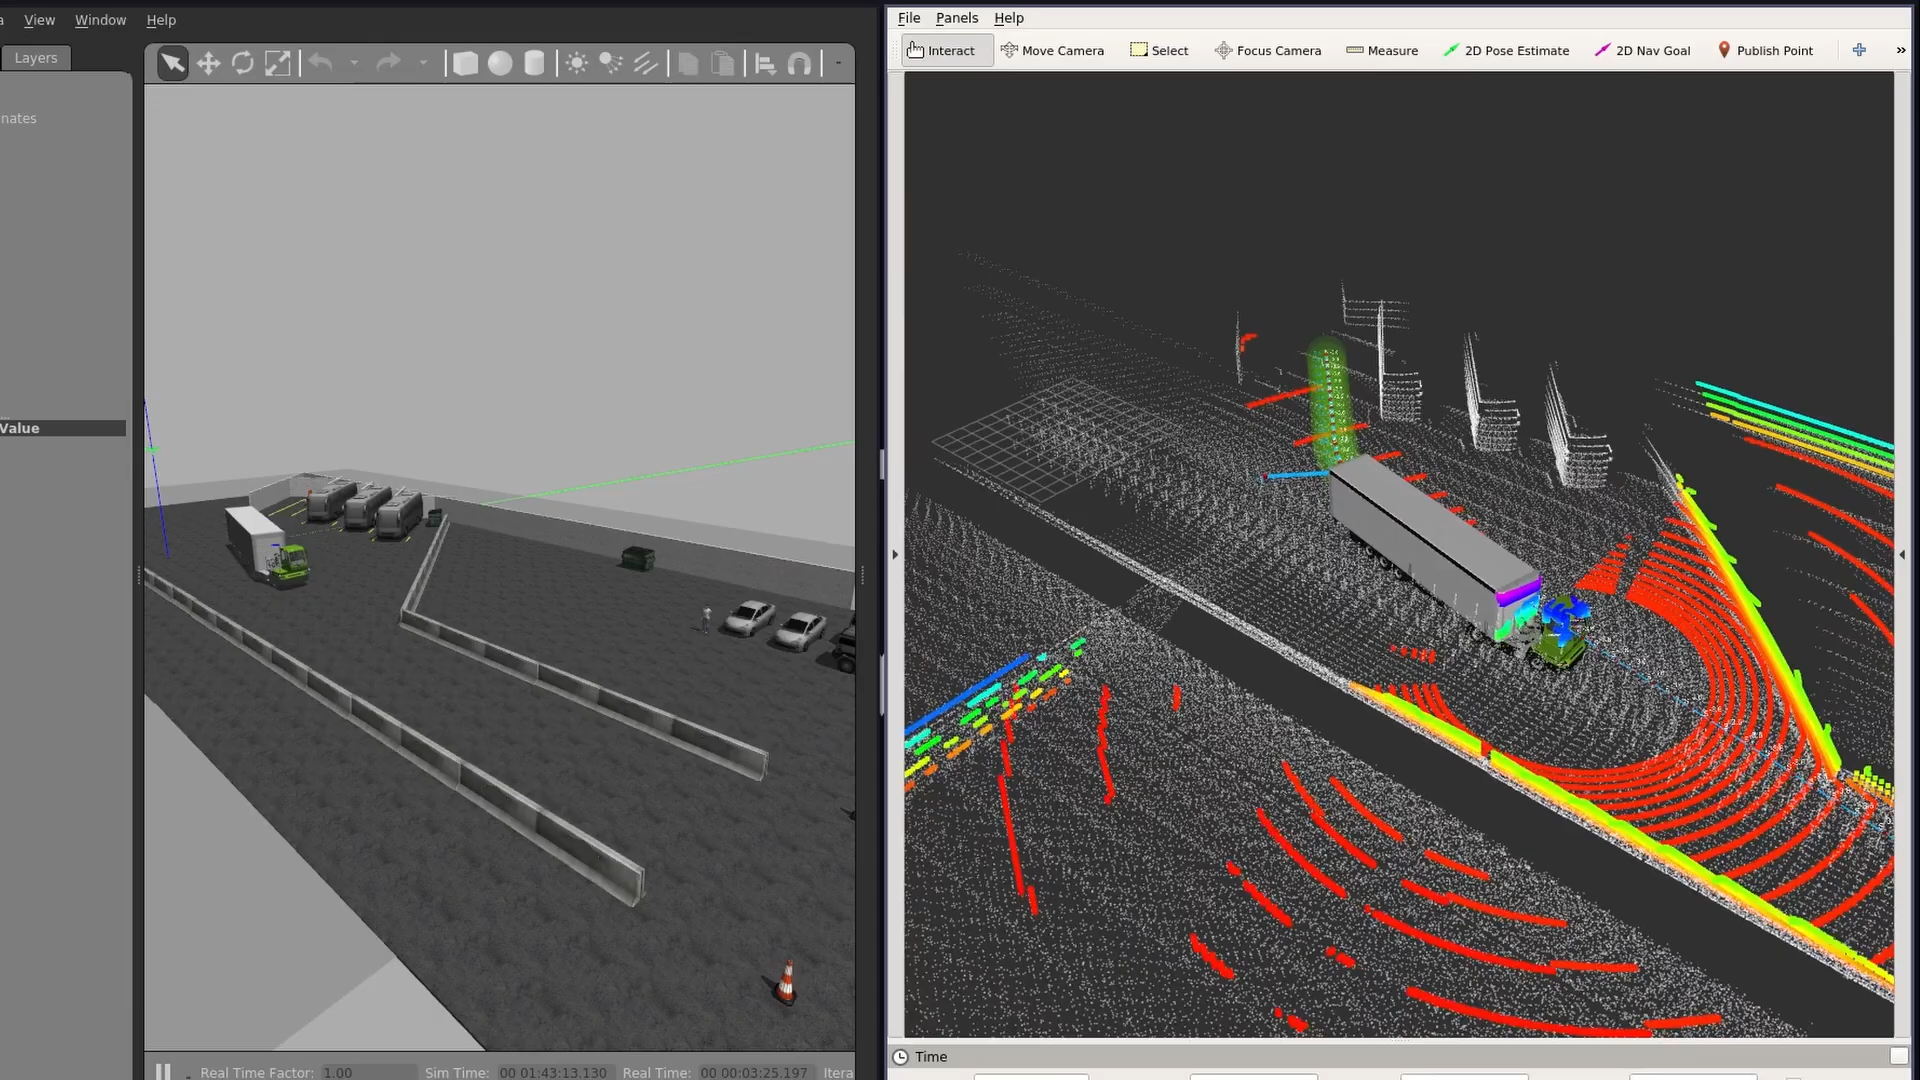 View Window Help
Layers
nates
Value
Real Time Factor: 1.00 Sim Time: 00 01:43:13.130 Real Time: 00 00:03:25.197 Itera
File Panels Help
Interact Move Camera Select Focus Camera Measure 2D Pose Estimate 2D Nav Goal Publish Point
Time